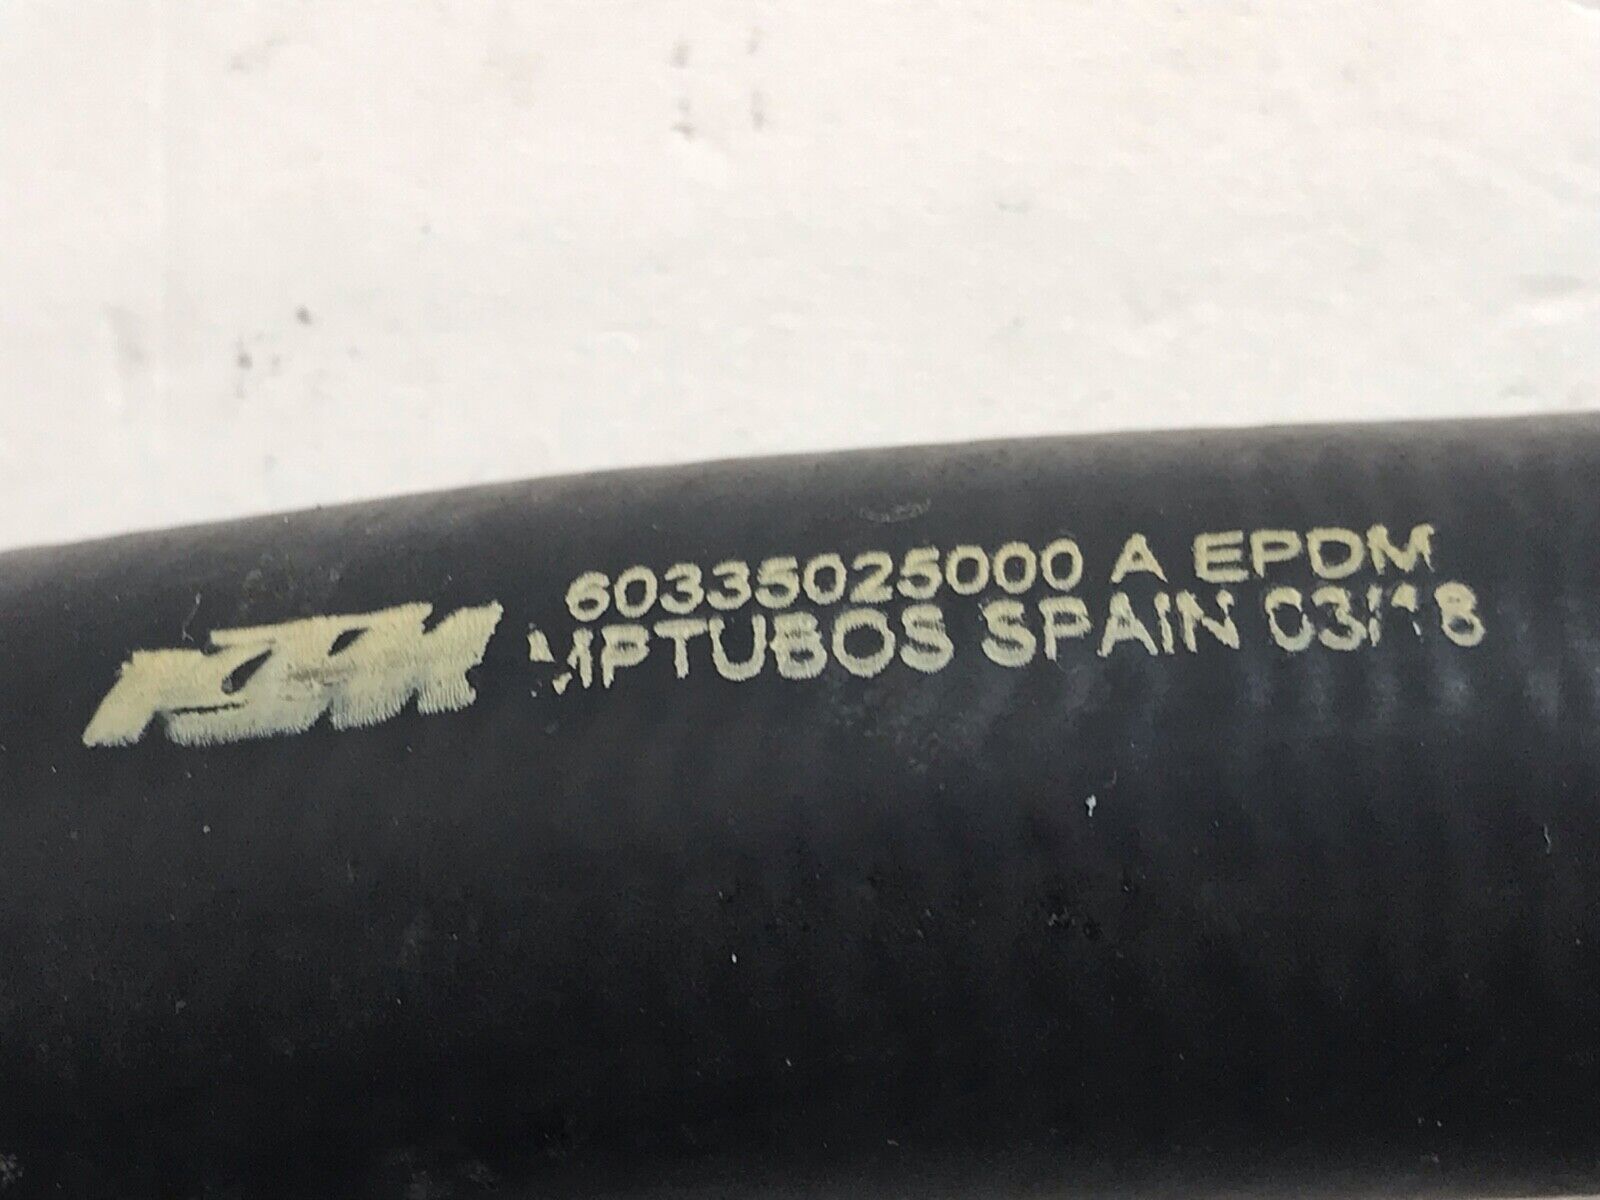 KTM
60335025000 A EPDM
MPTUBOS SPAIN 03/18